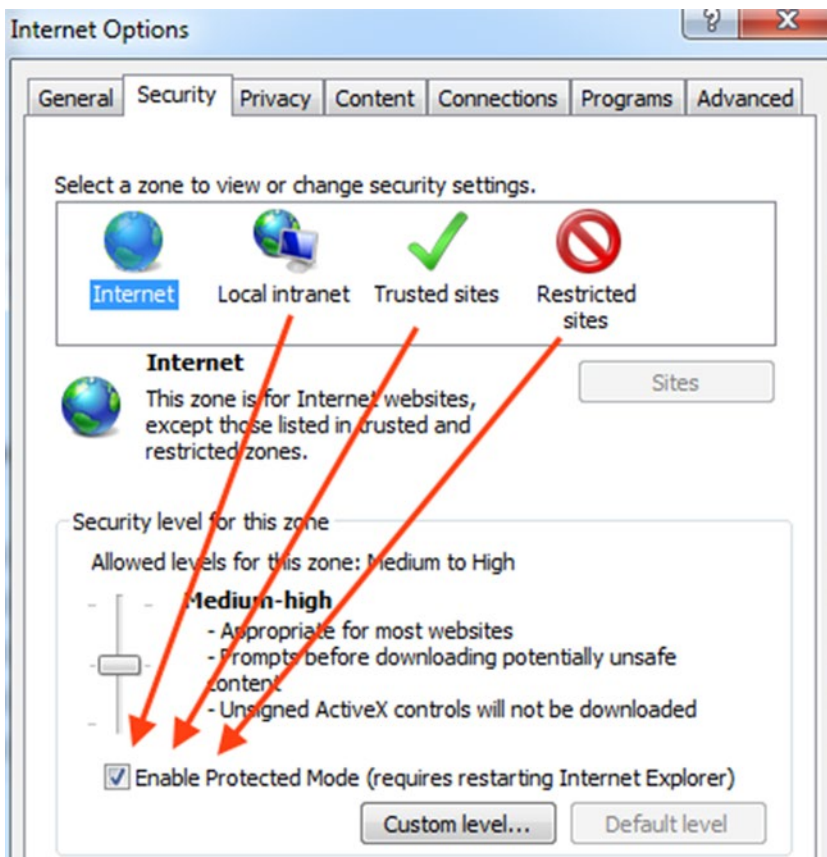 Internet Options
?
X
General Security Privacy Content Connections Programs Advanced
Select a zone to view or change security settings.
Internet Local intranet Trusted sites Restricted
sites
Internet
This zone is for Internet websites,
except those listed in trusted and
restricted zones.
Sites
Security level for this zone
Allowed levels for this zone: Medium to High
Medium-high
- Appropriate for most websites
- Prompts before downloading potentially unsafe
content
- Unsigned ActiveX controls will not be downloaded
Enable Protected Mode (requires restarting Internet Explorer)
Custom level... Default level